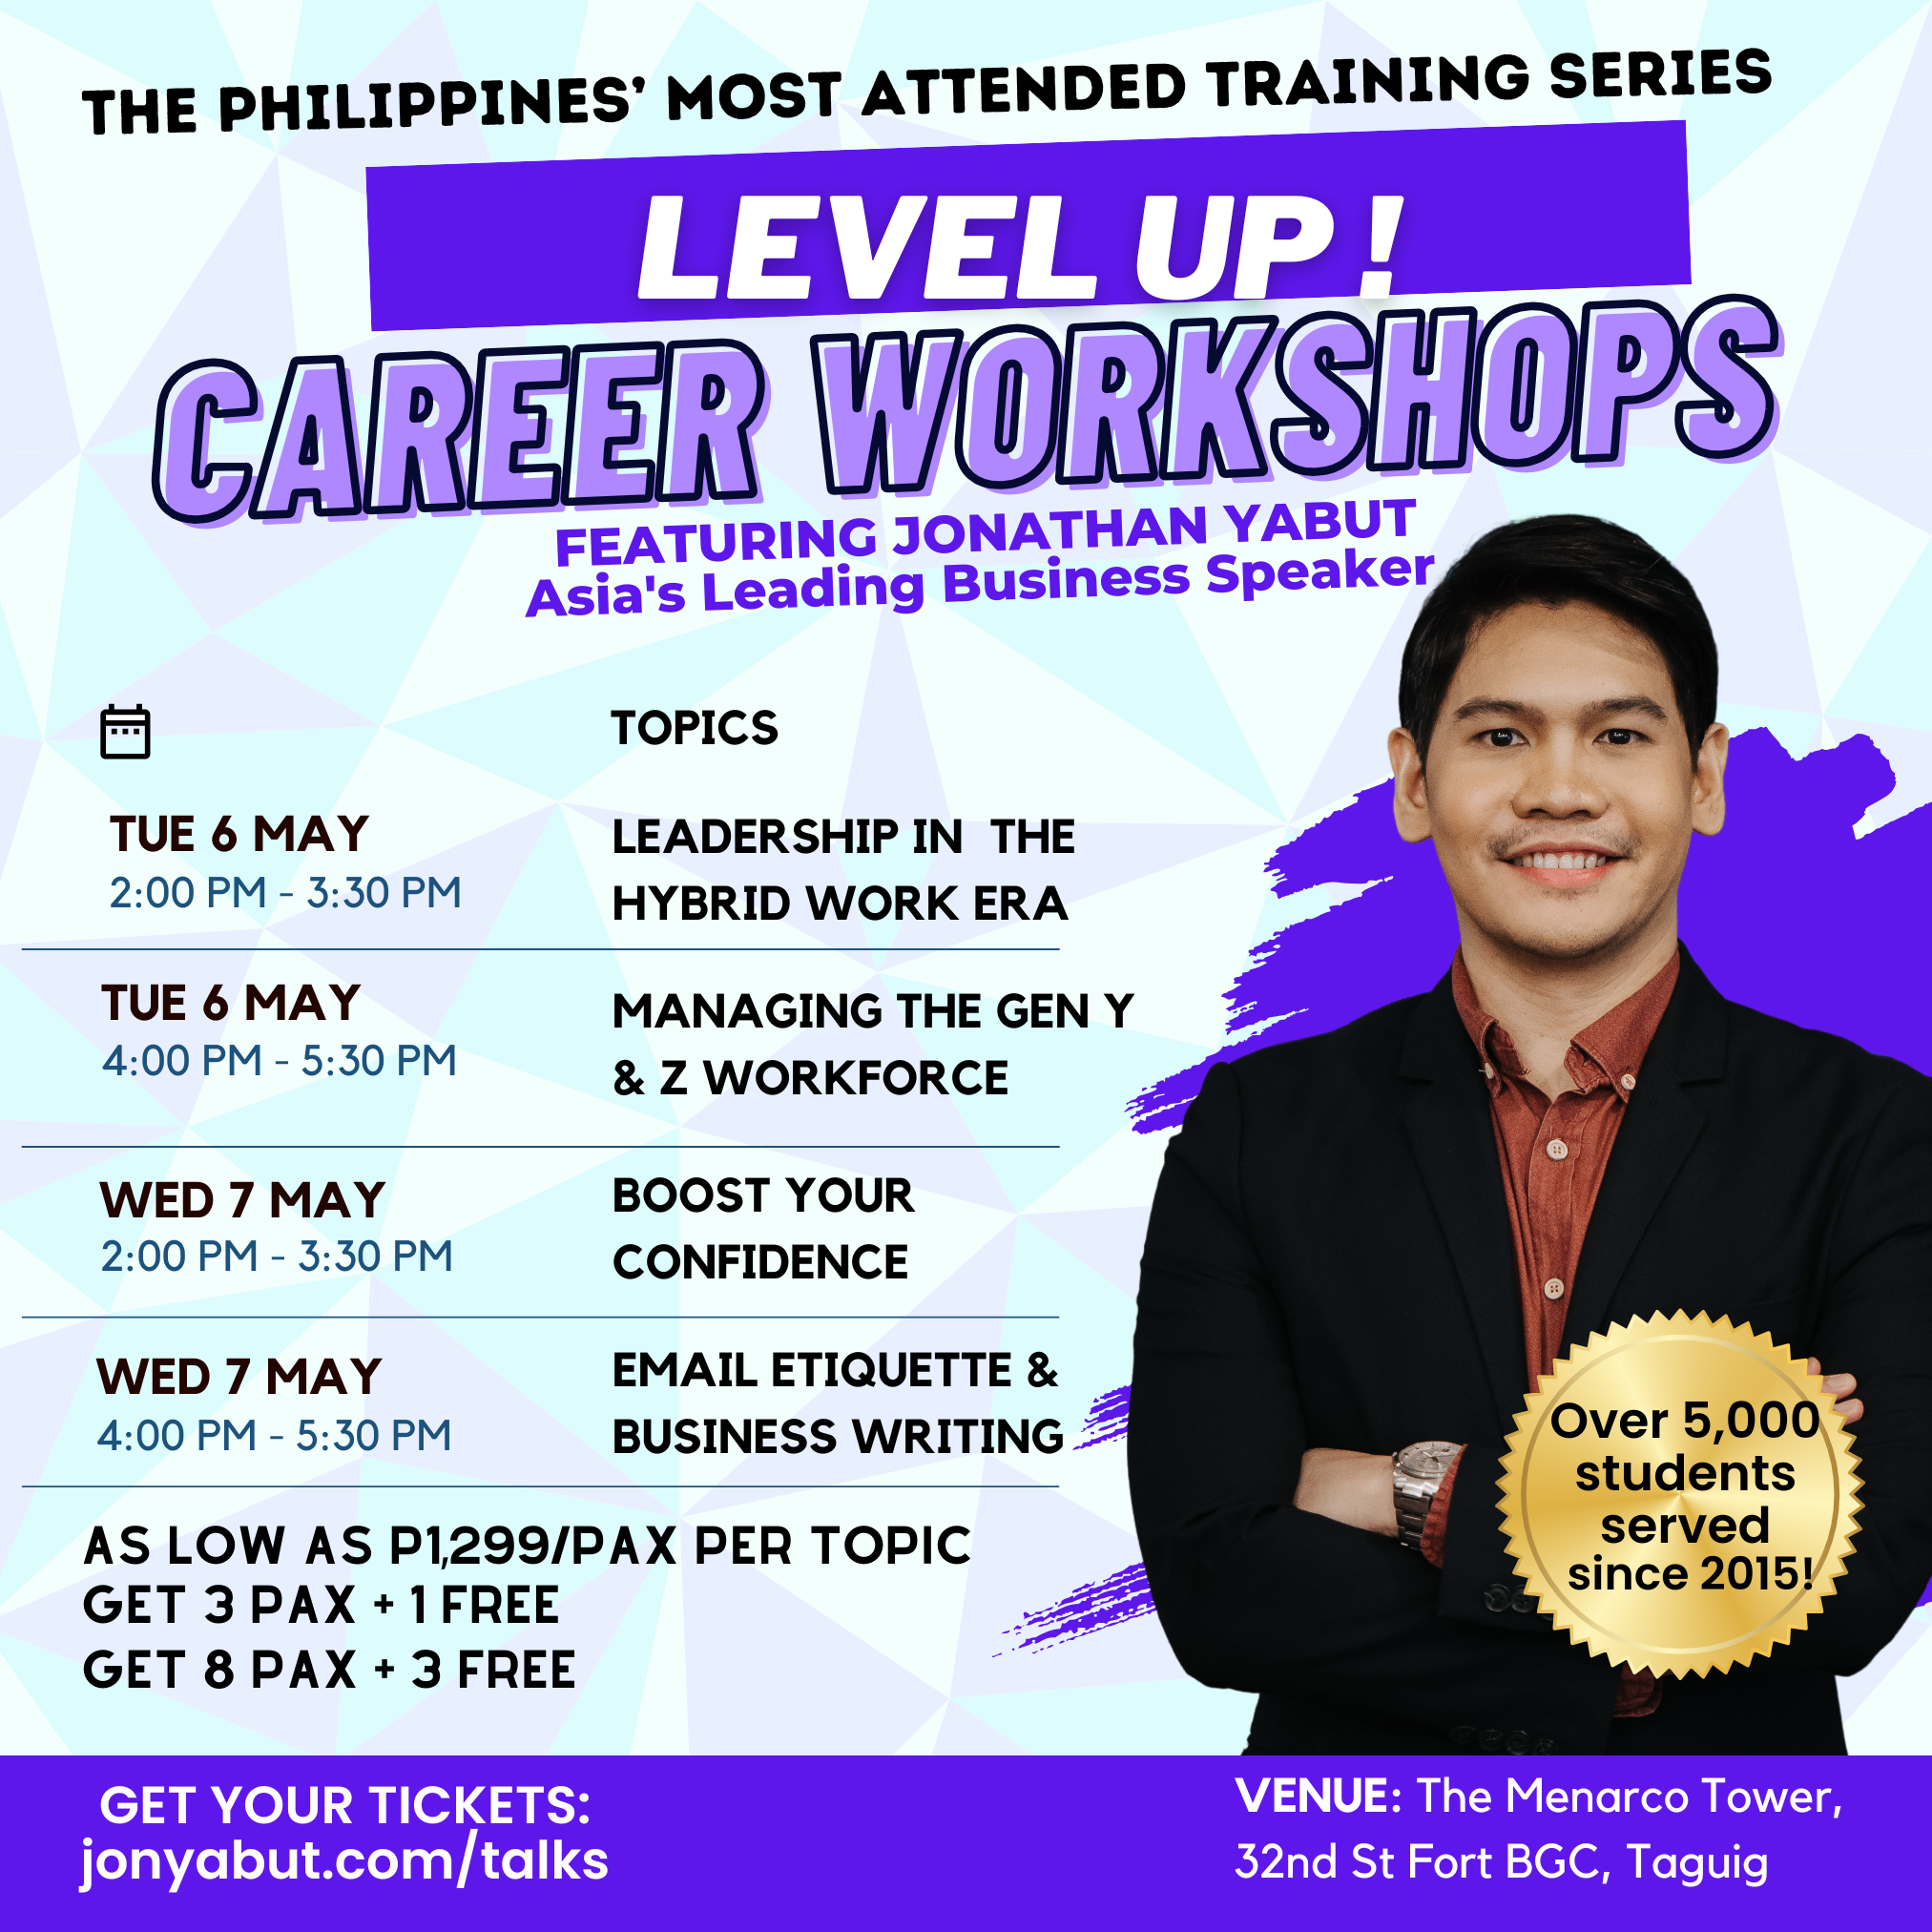 THE PHILIPPINES’ MOST ATTENDED TRAINING SERIES
LEVEL UP !
CAREER WORKSHOPS
FEATURING JONATHAN YABUT
Asia's Leading Business Speaker
TOPICS
TUE 6 MAY
2:00 PM - 3:30 PM
LEADERSHIP IN THE
HYBRID WORK ERA
TUE 6 MAY
4:00 PM - 5:30 PM
MANAGING THE GEN Y
& Z WORKFORCE
WED 7 MAY
2:00 PM - 3:30 PM
BOOST YOUR
CONFIDENCE
WED 7 MAY
4:00 PM - 5:30 PM
EMAIL ETIQUETTE &
BUSINESS WRITING
AS LOW AS P1,299/PAX PER TOPIC
GET 3 PAX + 1 FREE
GET 8 PAX + 3 FREE
Over 5,000
students
served
since 2015!
GET YOUR TICKETS:
jonyabut.com/talks
VENUE: The Menarco Tower,
32nd St Fort BGC, Taguig